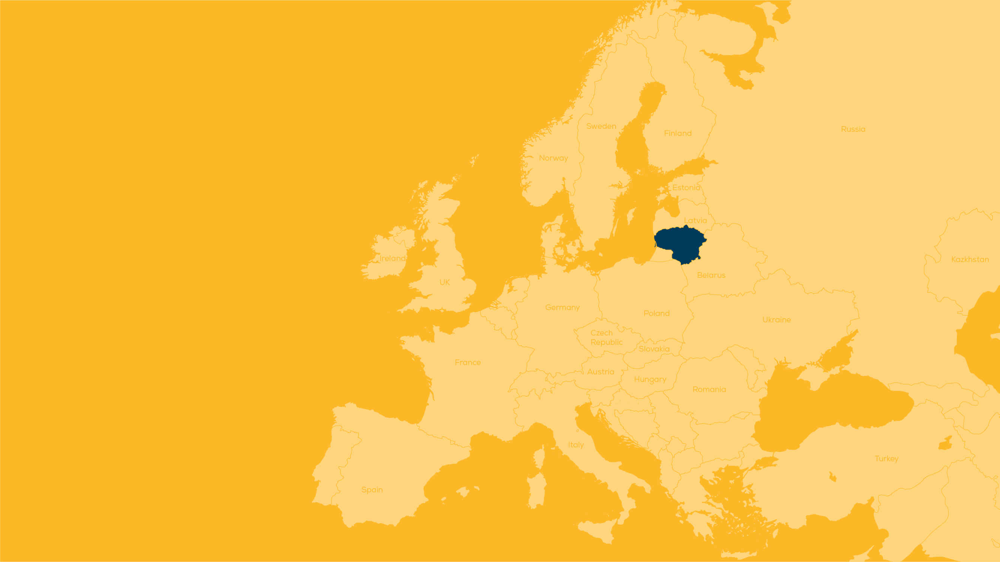 Sweden
Russia
Finland
Norway
Estonia
Latvia
Ireland
Kazkhstan
Belarus
UK
Germany
Poland
Ukraine
Czech
Republic
Slovakia
France
Austria
Hungary
Romania
Italy
Turkey
Spain